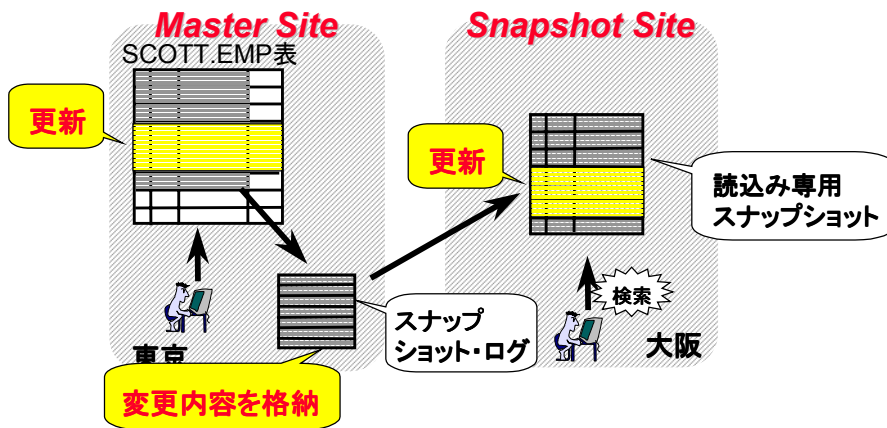 Master Site
SCOTT.EMP表
更新
東京
スナップ
ショット・ログ
変更内容を格納
Snapshot Site
更新
読込み専用
スナップショット
検索
大阪